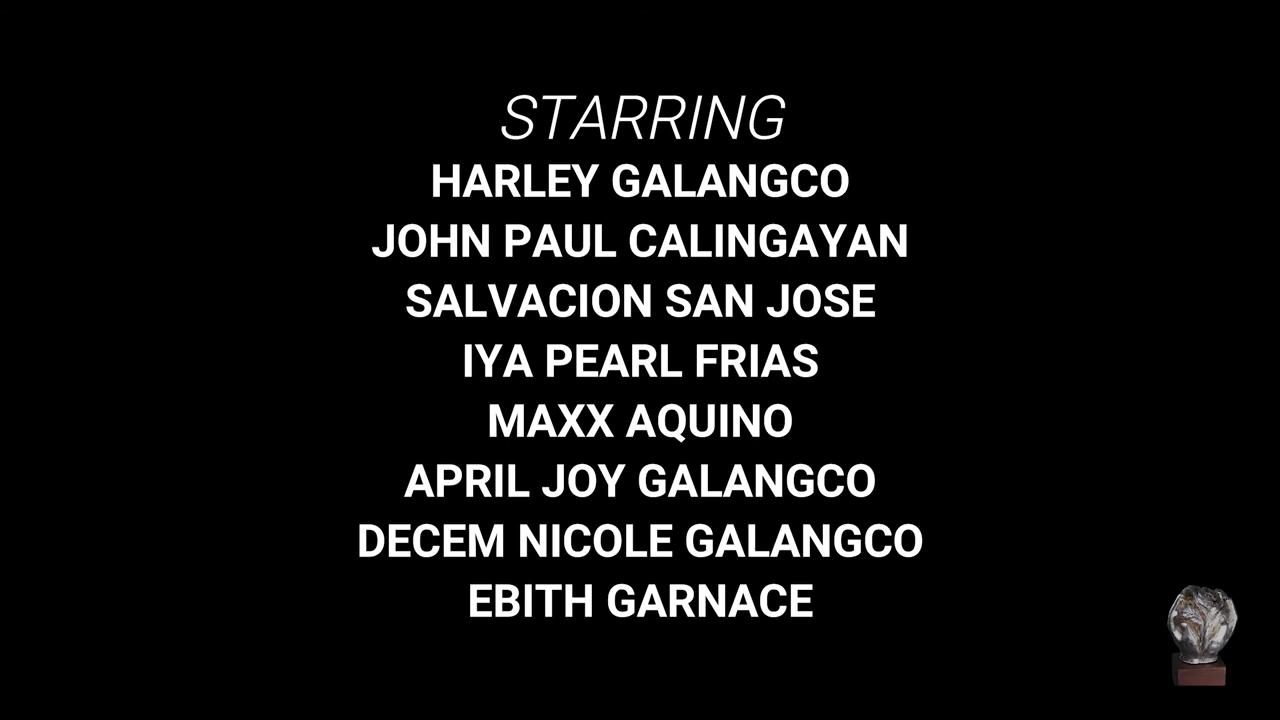 STARRING
HARLEY GALANGCO
JOHN PAUL CALINGAYAN
SALVACION SAN JOSE
IYA PEARL FRIAS
MAXX AQUINO
APRIL JOY GALANGCO
DECEM NICOLE GALANGCO
EBITH GARNACE